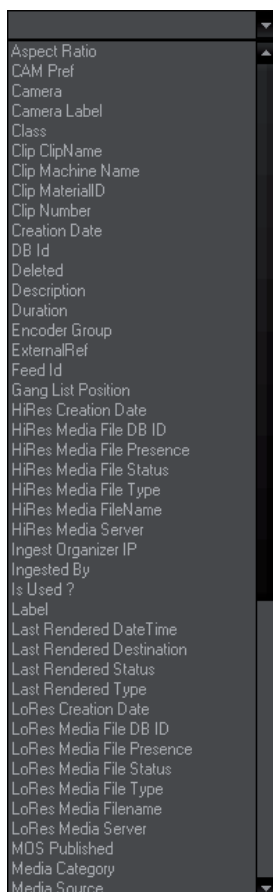 Aspect Ratio
CAM Pref
Camera
Camera Label
Class
Clip ClipName
Clip Machine Name
Clip MaterialID
Clip Number
Creation Date
DB Id
Deleted
Description
Duration
Encoder Group
ExternalRef
Feed Id
Gang List Position
HiRes Creation Date
HiRes Media File DB ID
HiRes Media File Presence
HiRes Media File Status
HiRes Media File Type
HiRes Media FileName
HiRes Media Server
Ingest Organizer IP
Ingested By
Is Used ?
Label
Last Rendered DateTime
Last Rendered Destination
Last Rendered Status
Last Rendered Type
LoRes Creation Date
LoRes Media File DB ID
LoRes Media File Presence
LoRes Media File Status
LoRes Media File Type
LoRes Media Filename
LoRes Media Server
MOS Published
Media Category
Media Source